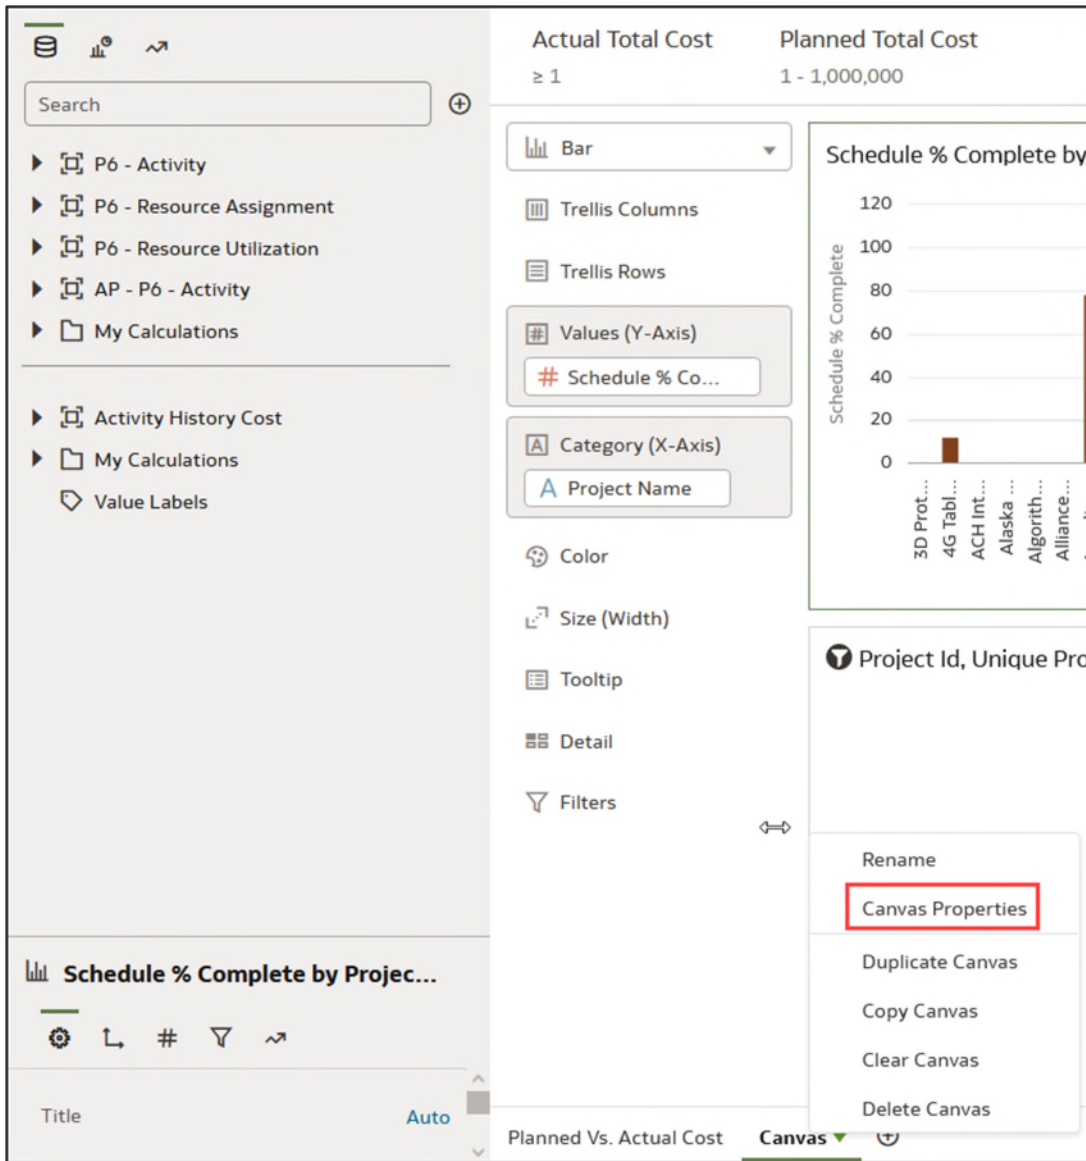 Search
P6 - Activity
P6 - Resource Assignment
P6 - Resource Utilization
AP - P6 - Activity
My Calculations
Activity History Cost
My Calculations
Value Labels
Schedule % Complete by Projec...
Title
Auto
Actual Total Cost
≥ 1
Planned Total Cost
1 - 1,000,000
Bar
Trellis Columns
Trellis Rows
Values (Y-Axis)
# Schedule % Co...
Category (X-Axis)
A Project Name
Color
Size (Width)
Tooltip
Detail
Filters
Schedule % Complete by
Schedule % Complete
120
100
80
60
40
20
0
3D Prot...
4G Tabl...
ACH Int...
Alaska ...
Algorith...
Alliance...
Project Id, Unique Pro
Rename
Canvas Properties
Duplicate Canvas
Copy Canvas
Clear Canvas
Delete Canvas
Planned Vs. Actual Cost
Canvas